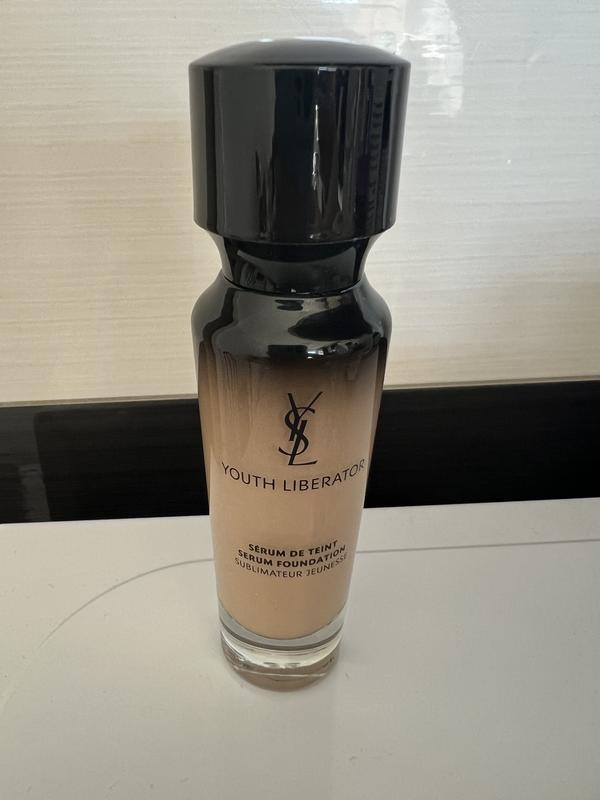 YSL
YOUTH LIBERATOR
SÉRUM DE TEINT
SERUM FOUNDATION
SUBLIMATEUR JEUNESSE